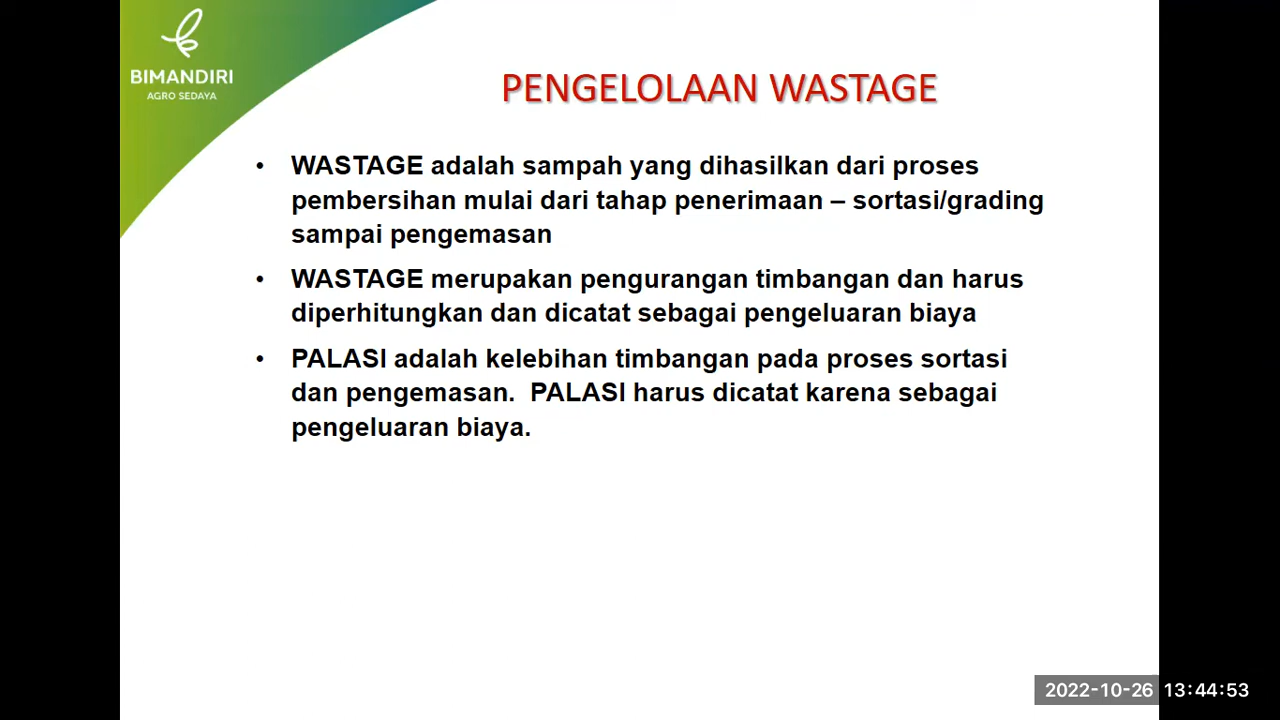 BIMANDIRI
AGRO SEDAYA
PENGELOLAAN WASTAGE
• WASTAGE adalah sampah yang dihasilkan dari proses
pembersihan mulai dari tahap penerimaan – sortasi/grading
sampai pengemasan
• WASTAGE merupakan pengurangan timbangan dan harus
diperhitungkan dan dicatat sebagai pengeluaran biaya
• PALASI adalah kelebihan timbangan pada proses sortasi
dan pengemasan.  PALASI harus dicatat karena sebagai
pengeluaran biaya.
2022-10-26 13:44:53